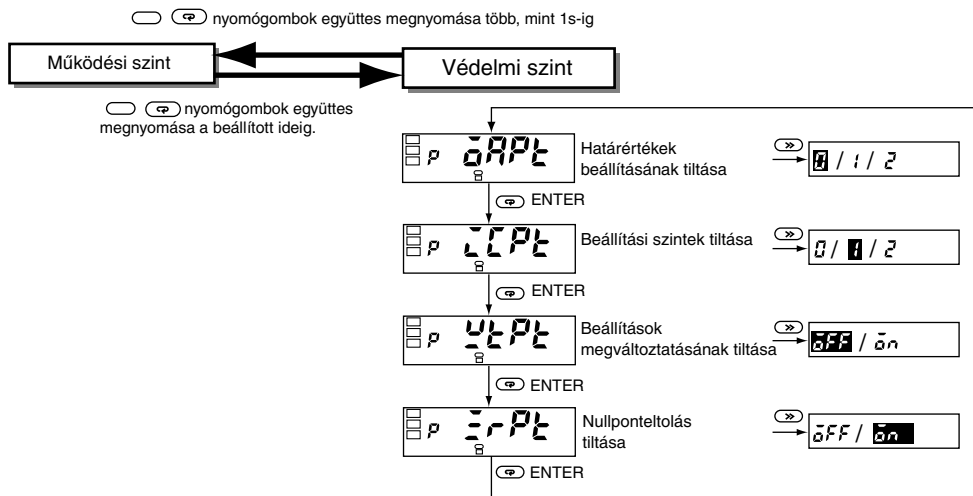 nyomógombok együttes megnyomása több, mint 1s-ig
Működési szint
Védelmi szint
nyomógombok együttes
megnyomása a beállított ideig.
P oAPt
Határértékek
beállításának tiltása
0 / 1 / 2
ENTER
P iCPt
Beállítási szintek tiltása
0 / 1 / 2
ENTER
P WtPt
Beállítások
megváltoztatásának tiltása
oFF / on
ENTER
P ZrPt
Nullponteltolás
tiltása
oFF / on
ENTER